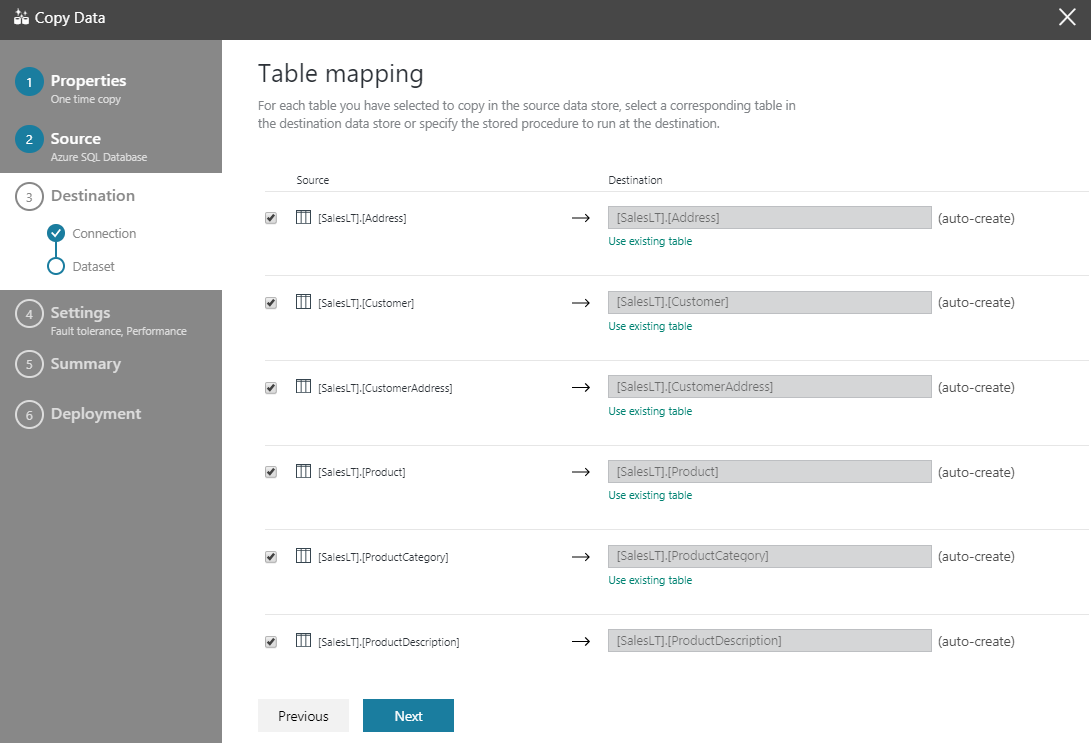 Copy Data
1 Properties
One time copy
2 Source
Azure SQL Database
3 Destination
Connection
Dataset
4 Settings
Fault tolerance, Performance
5 Summary
6 Deployment
Table mapping
For each table you have selected to copy in the source data store, select a corresponding table in
the destination data store or specify the stored procedure to run at the destination.
Source Destination
[SalesLT].[Address] [SalesLT].[Address] (auto-create)
Use existing table
[SalesLT].[Customer] [SalesLT].[Customer] (auto-create)
Use existing table
[SalesLT].[CustomerAddress] [SalesLT].[CustomerAddress] (auto-create)
Use existing table
[SalesLT].[Product] [SalesLT].[Product] (auto-create)
Use existing table
[SalesLT].[ProductCategory] [SalesLT].[ProductCategory] (auto-create)
Use existing table
[SalesLT].[ProductDescription] [SalesLT].[ProductDescription] (auto-create)
Previous Next